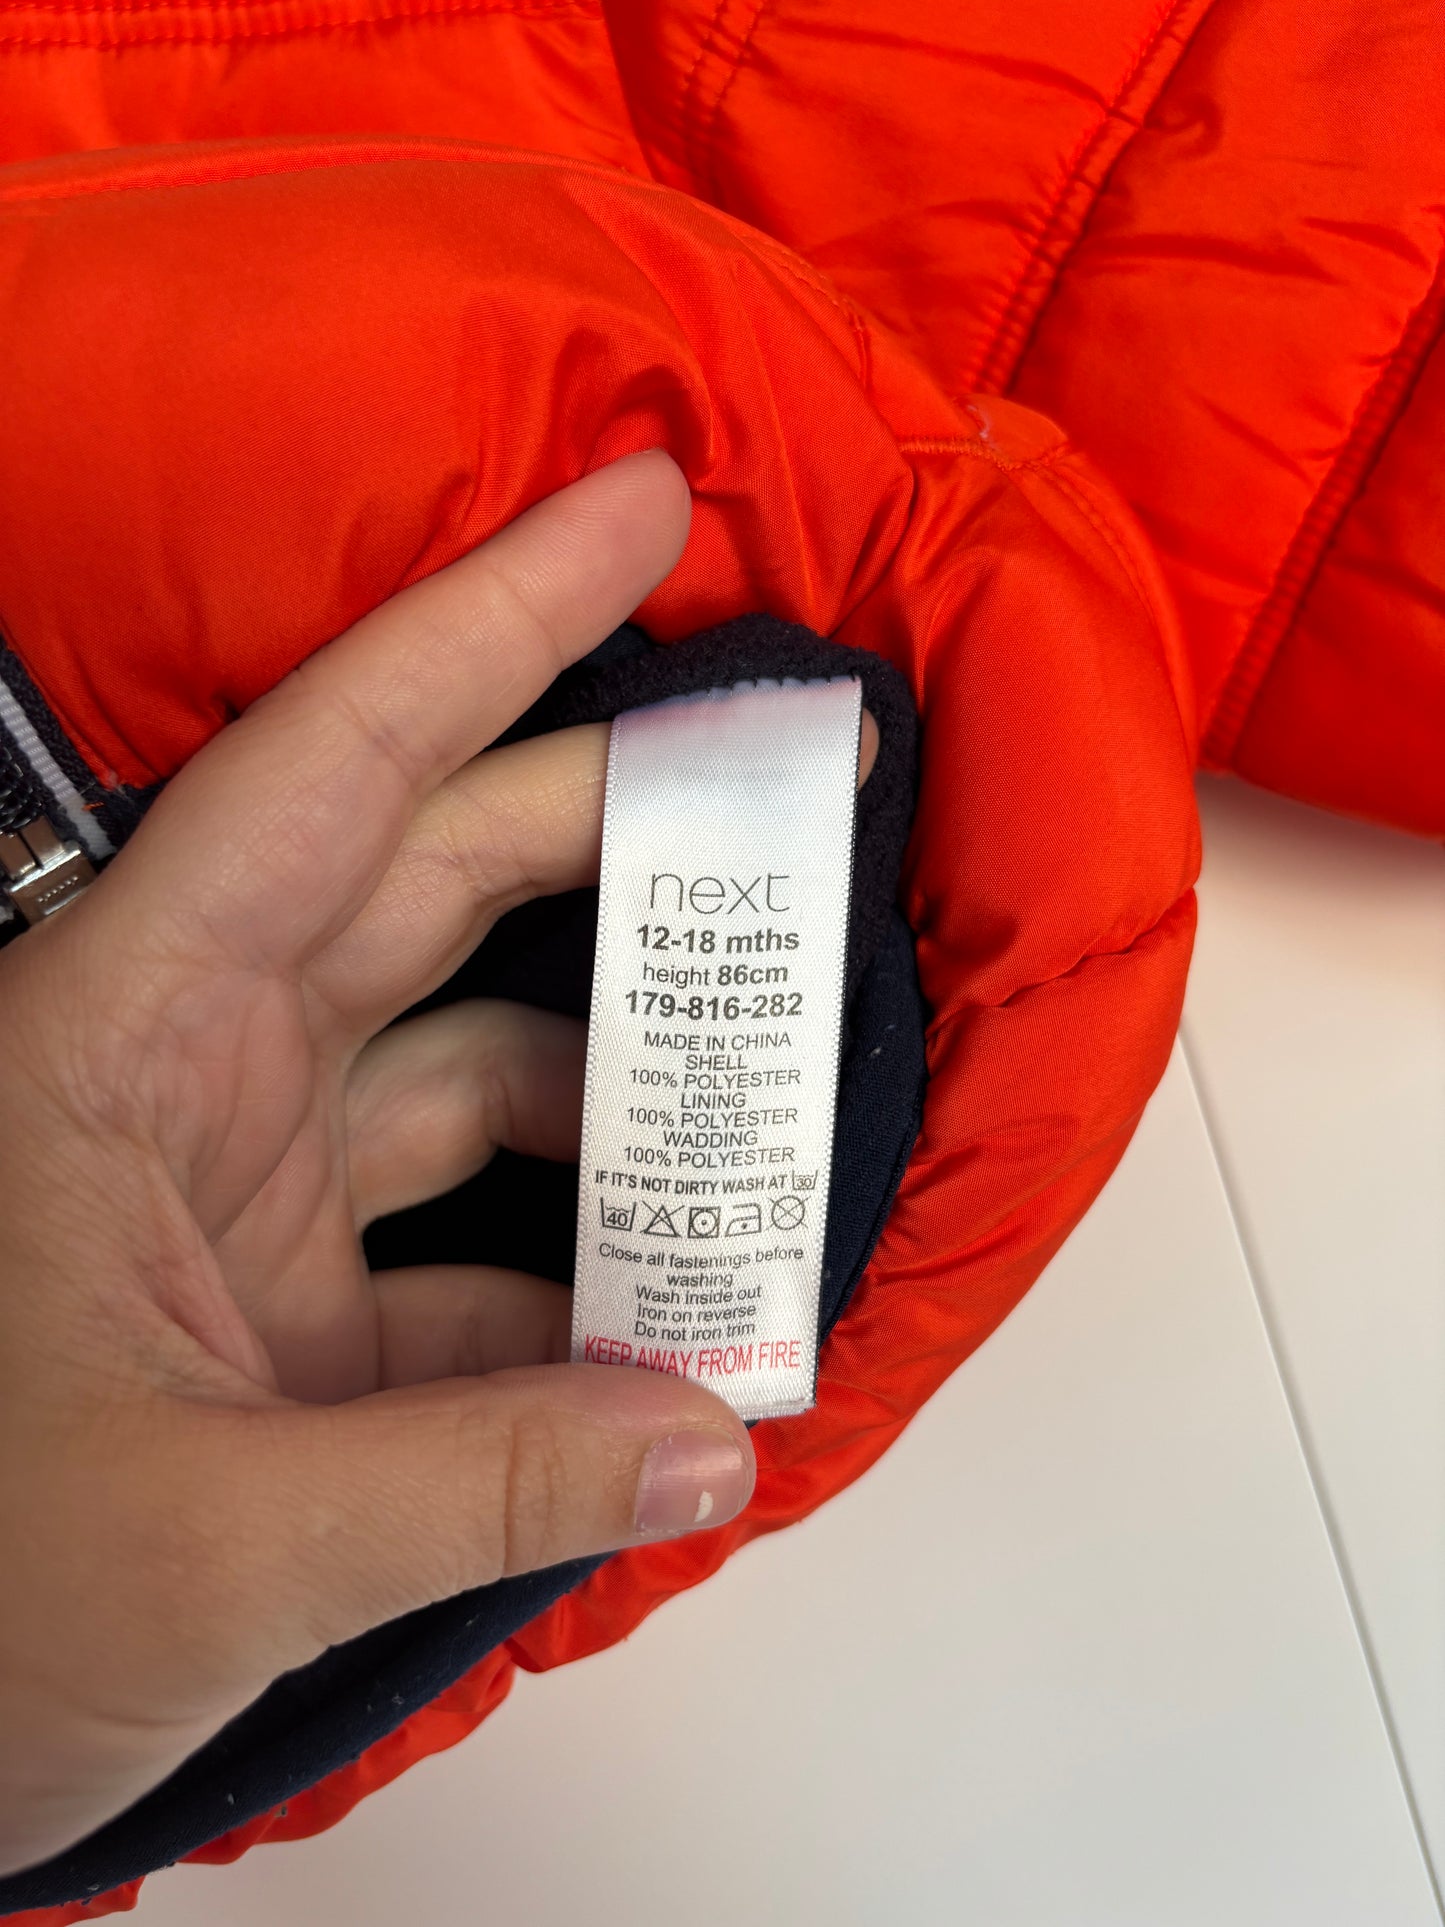 next
12-18 mths
height 86cm
179-816-282
MADE IN CHINA
SHELL
100% POLYESTER
LINING
100% POLYESTER
WADDING
100% POLYESTER
IF IT'S NOT DIRTY WASH AT 30
40
Close all fastenings before
washing
Wash inside out
Iron on reverse
Do not iron trim
KEEP AWAY FROM FIRE